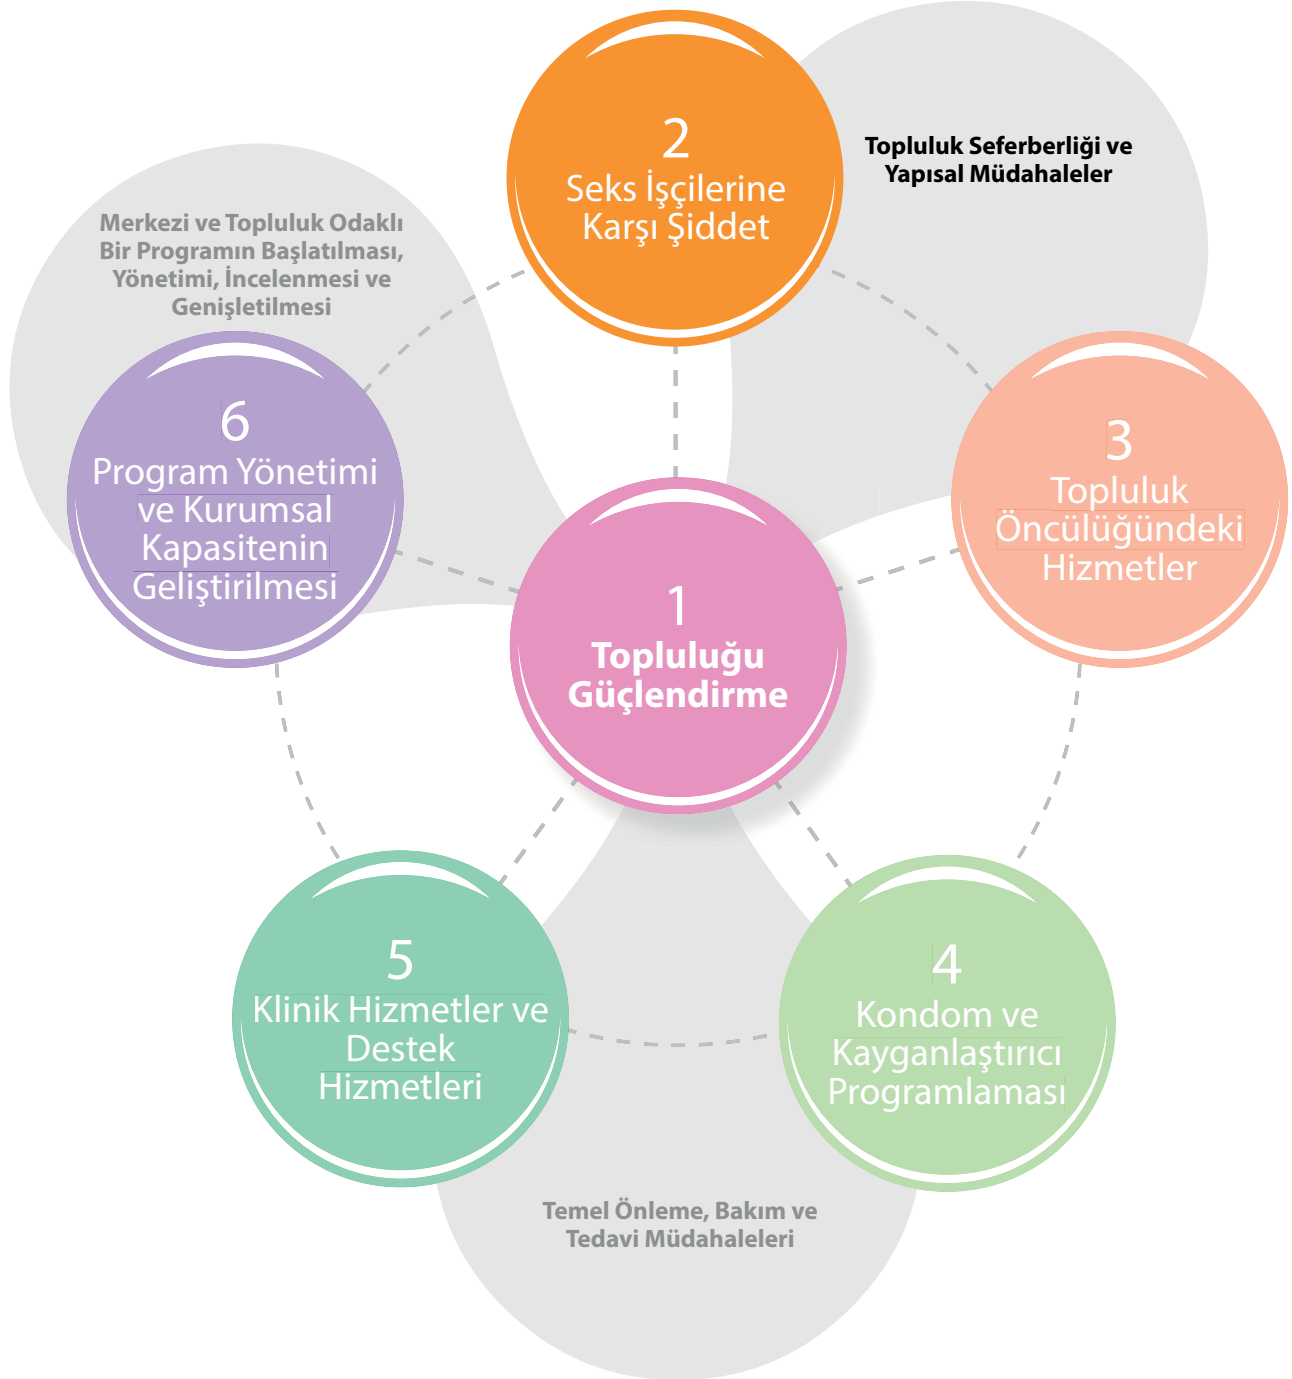 2
Seks İşçilerine
Karşı Şiddet
Topluluk Seferberliği ve
Yapısal Müdahaleler
Merkezi ve Topluluk Odaklı
Bir Programın Başlatılması,
Yönetimi, İncelenmesi ve
Genişletilmesi
6
Program Yönetimi
ve Kurumsal
Kapasitenin
Geliştirilmesi
3
Topluluk
Öncülüğündeki
Hizmetler
1
Topluluğu
Güçlendirme
5
Klinik Hizmetler ve
Destek
Hizmetleri
4
Kondom ve
Kayganlaştırıcı
Programlaması
Temel Önleme, Bakım ve
Tedavi Müdahaleleri